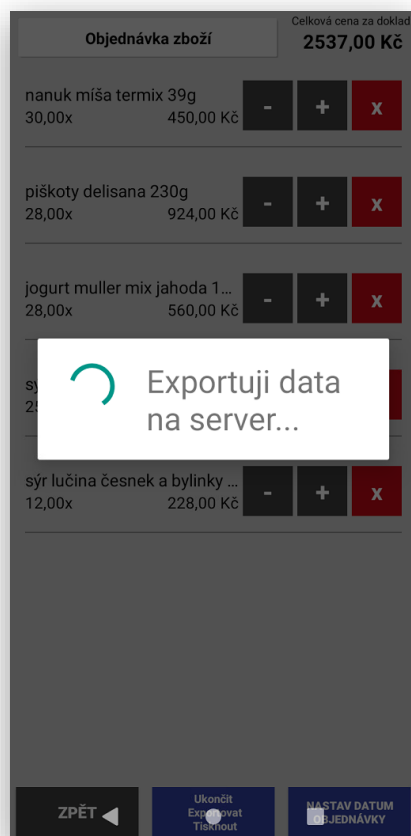 Celková cena za doklad
Objednávka zboží
2537,00 Kč
nanuk míša termix 39g
30,00x 450,00 Kč
- + x
piškoty delisana 230g
28,00x 924,00 Kč
- + x
jogurt muller mix jahoda 1...
28,00x 560,00 Kč
- + x
Exportuji data
na server...
sýr lučina česnek a bylinky ...
12,00x 228,00 Kč
- + x
ZPĚT
Ukončit
Exportovat
Tisknout
NASTAV DATUM
OBJEDNÁVKY